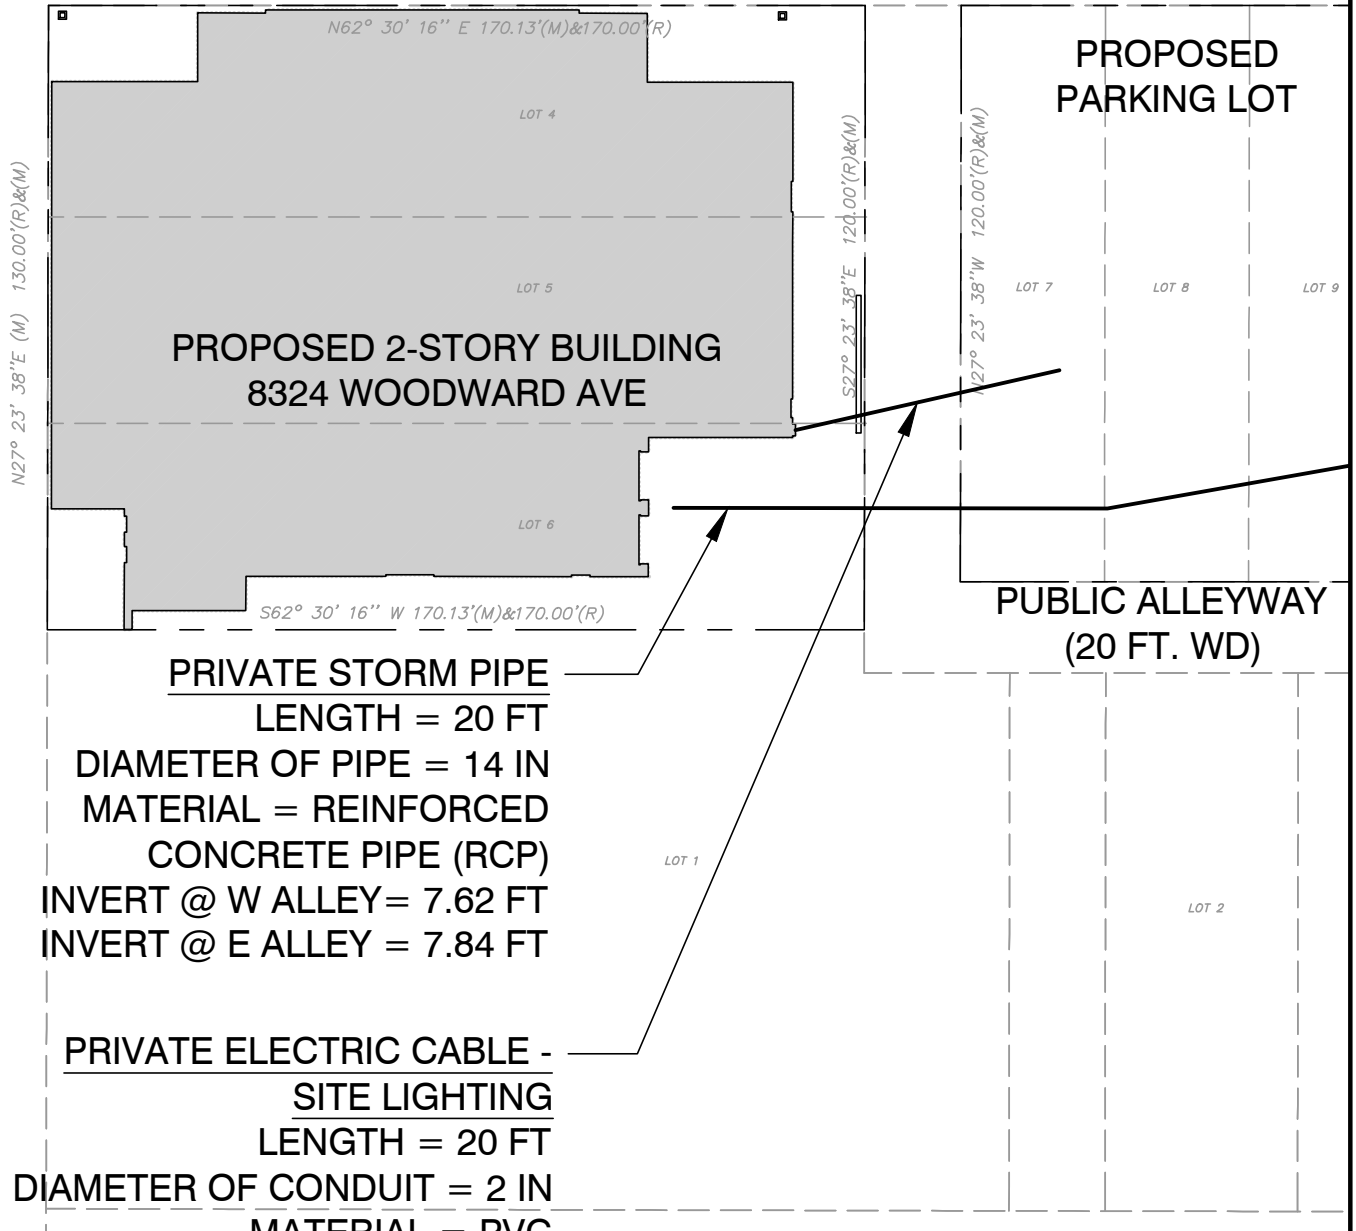 N62° 30' 16'' E 170.13'(M)&170.00'(R)
PROPOSED
PARKING LOT
LOT 4
N27° 23' 38''E (M) 130.00'(R)&(M)
S27° 23' 38''E 120.00'(R)&(M)
N27° 23' 38''W 120.00'(R)&(M)
LOT 5
LOT 7
LOT 8
LOT 9
PROPOSED 2-STORY BUILDING
8324 WOODWARD AVE
LOT 6
S62° 30' 16'' W 170.13'(M)&170.00'(R)
PUBLIC ALLEYWAY
(20 FT. WD)
PRIVATE STORM PIPE
LENGTH = 20 FT
DIAMETER OF PIPE = 14 IN
MATERIAL = REINFORCED
CONCRETE PIPE (RCP)
INVERT @ W ALLEY= 7.62 FT
INVERT @ E ALLEY = 7.84 FT
LOT 1
LOT 2
PRIVATE ELECTRIC CABLE -
SITE LIGHTING
LENGTH = 20 FT
DIAMETER OF CONDUIT = 2 IN
MATERIAL = PVC